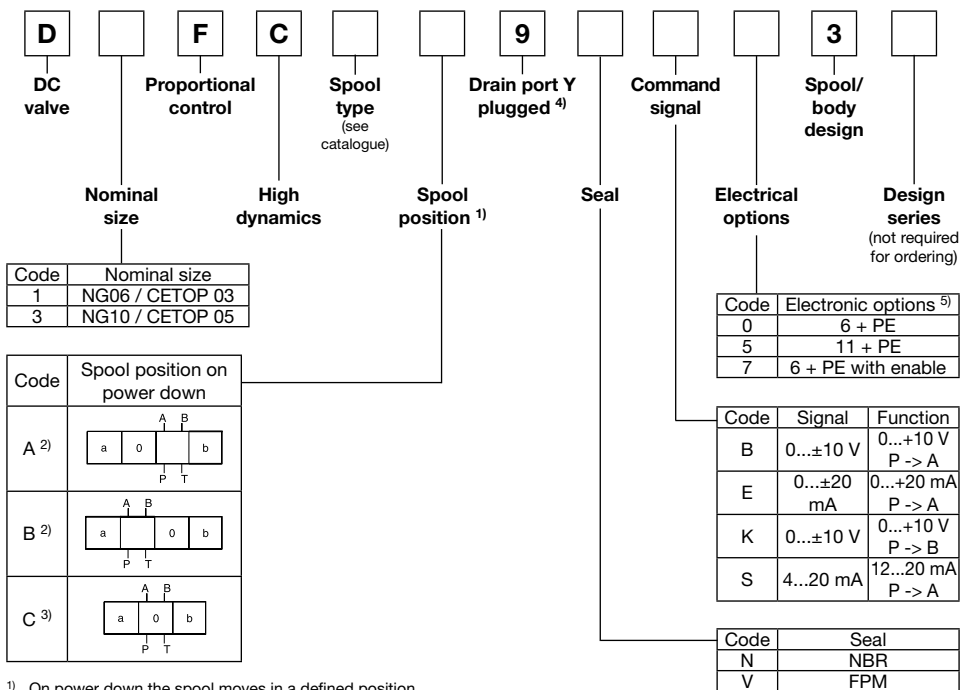 D F C 9 3
DC valve
Proportional control
Spool type (see catalogue)
Drain port Y plugged 4)
Command signal
Spool/ body design
Nominal size
High dynamics
Spool position 1)
Seal
Electrical options
Design series (not required for ordering)
Code Nominal size
1 NG06 / CETOP 03
3 NG10 / CETOP 05
Code Electronic options 5)
0 6 + PE
5 11 + PE
7 6 + PE with enable
Code Spool position on power down
A 2)
A B
a 0 b
P T
B 2)
A B
a 0 b
P T
C 3)
A B
a 0 b
P T
Code Signal Function
B 0...±10 V 0...+10 V P -> A
E 0...±20 mA 0...+20 mA P -> A
K 0...±10 V 0...+10 V P -> B
S 4...20 mA 12...20 mA P -> A
Code Seal
N NBR
V FPM
1) On power down the spool moves in a defined position